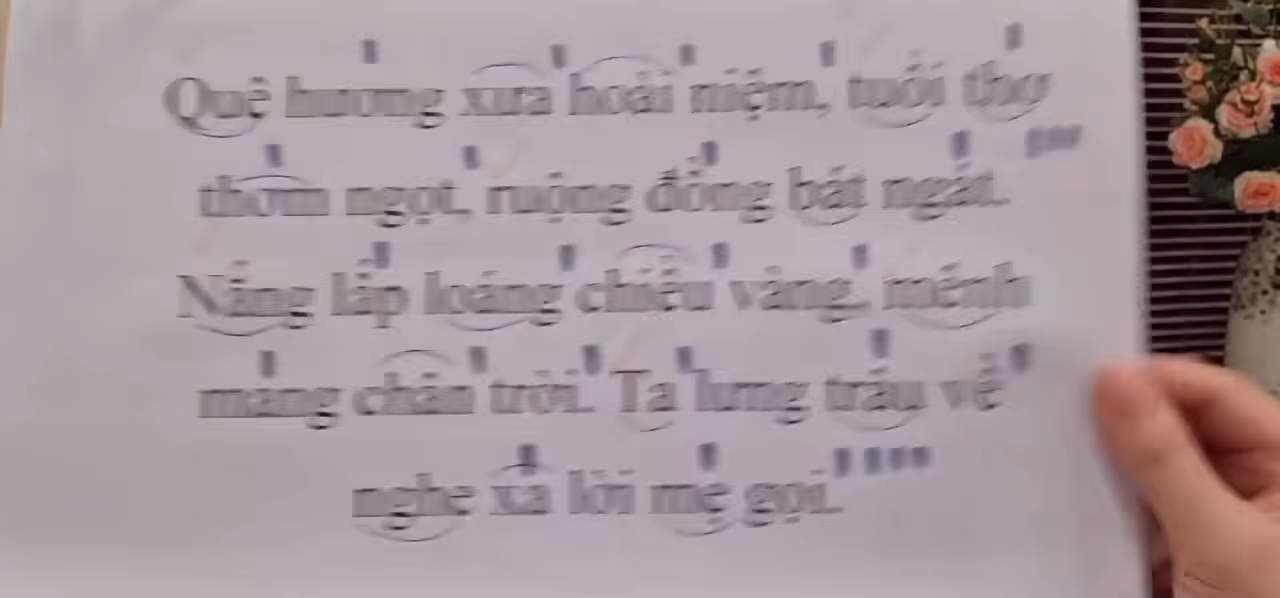 Quê hương xưa hoài niệm, tuổi thơ
thơm ngọt, ruộng đồng bát ngát.
Nắng lấp loáng chiều vàng, mênh
mang chân trời. Ta lưng trâu về
nghe xa lời mẹ gọi.